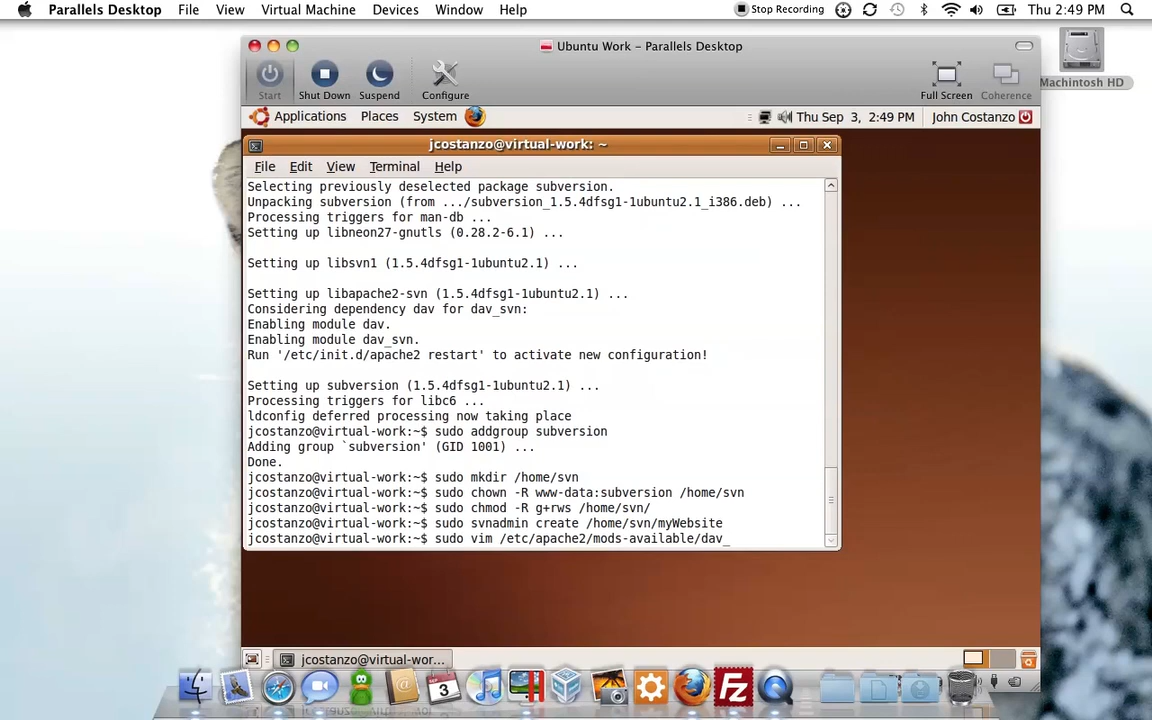 Parallels Desktop File View Virtual Machine Devices Window Help Stop Recording Thu 2:49 PM
Ubuntu Work – Parallels Desktop
Start Shut Down Suspend Configure Full Screen Coherence
Macintosh HD
Applications Places System Thu Sep 3, 2:49 PM John Costanzo
jcostanzo@virtual-work: ~
File Edit View Terminal Help
Selecting previously deselected package subversion.
Unpacking subversion (from .../subversion_1.5.4dfsg1-1ubuntu2.1_i386.deb) ...
Processing triggers for man-db ...
Setting up libneon27-gnutls (0.28.2-6.1) ...
Setting up libsvn1 (1.5.4dfsg1-1ubuntu2.1) ...
Setting up libapache2-svn (1.5.4dfsg1-1ubuntu2.1) ...
Considering dependency dav for dav_svn:
Enabling module dav.
Enabling module dav_svn.
Run '/etc/init.d/apache2 restart' to activate new configuration!
Setting up subversion (1.5.4dfsg1-1ubuntu2.1) ...
Processing triggers for libc6 ...
ldconfig deferred processing now taking place
jcostanzo@virtual-work:~$ sudo addgroup subversion
Adding group `subversion' (GID 1001) ...
Done.
jcostanzo@virtual-work:~$ sudo mkdir /home/svn
jcostanzo@virtual-work:~$ sudo chown -R www-data:subversion /home/svn
jcostanzo@virtual-work:~$ sudo chmod -R g+rws /home/svn/
jcostanzo@virtual-work:~$ sudo svnadmin create /home/svn/myWebsite
jcostanzo@virtual-work:~$ sudo vim /etc/apache2/mods-available/dav_
jcostanzo@virtual-wor...
SEP
3
Fz